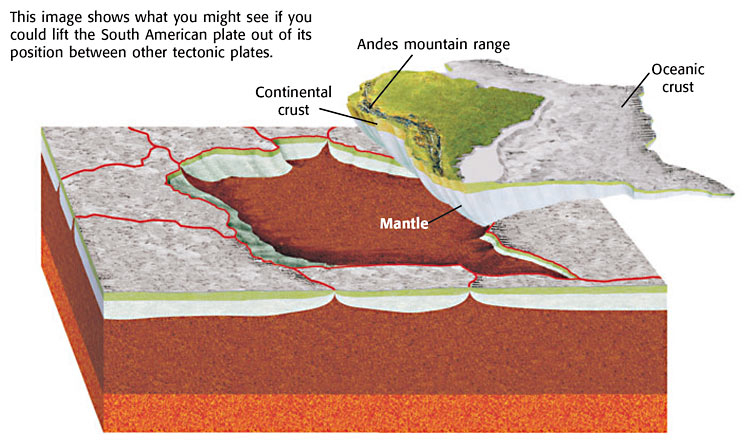 This image shows what you might see if you
could lift the South American plate out of its
position between other tectonic plates.
Andes mountain range
Oceanic
crust
Continental
crust
Mantle